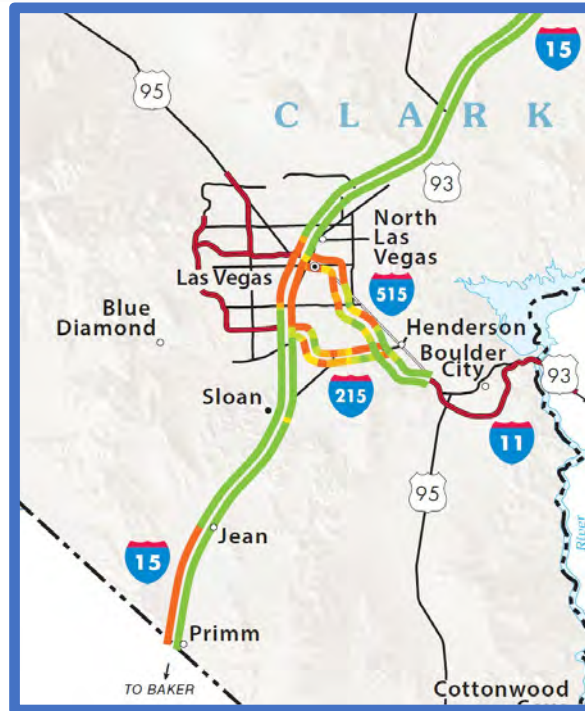 15
95
C L A R K
93
North
Las
Vegas
Las Vegas
515
Blue
Diamond
Henderson
Boulder
City
93
Sloan
215
11
95
River
Jean
15
Primm
TO BAKER
Cottonwood